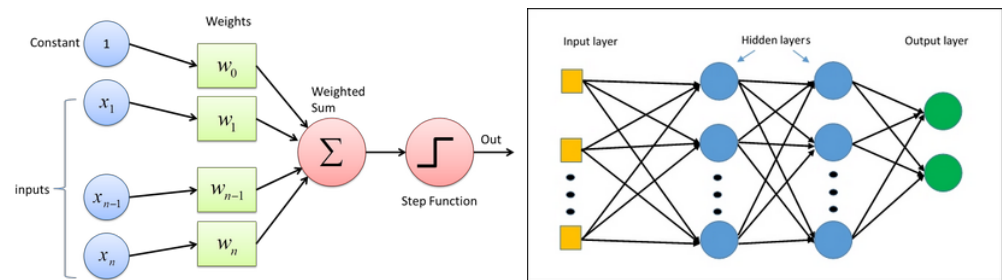 Weights
Constant
1
w₀
x₁
w₁
Weighted
Sum
Σ
Out
inputs
xₙ₋₁
wₙ₋₁
Step Function
xₙ
wₙ
Input layer
Hidden layers
Output layer